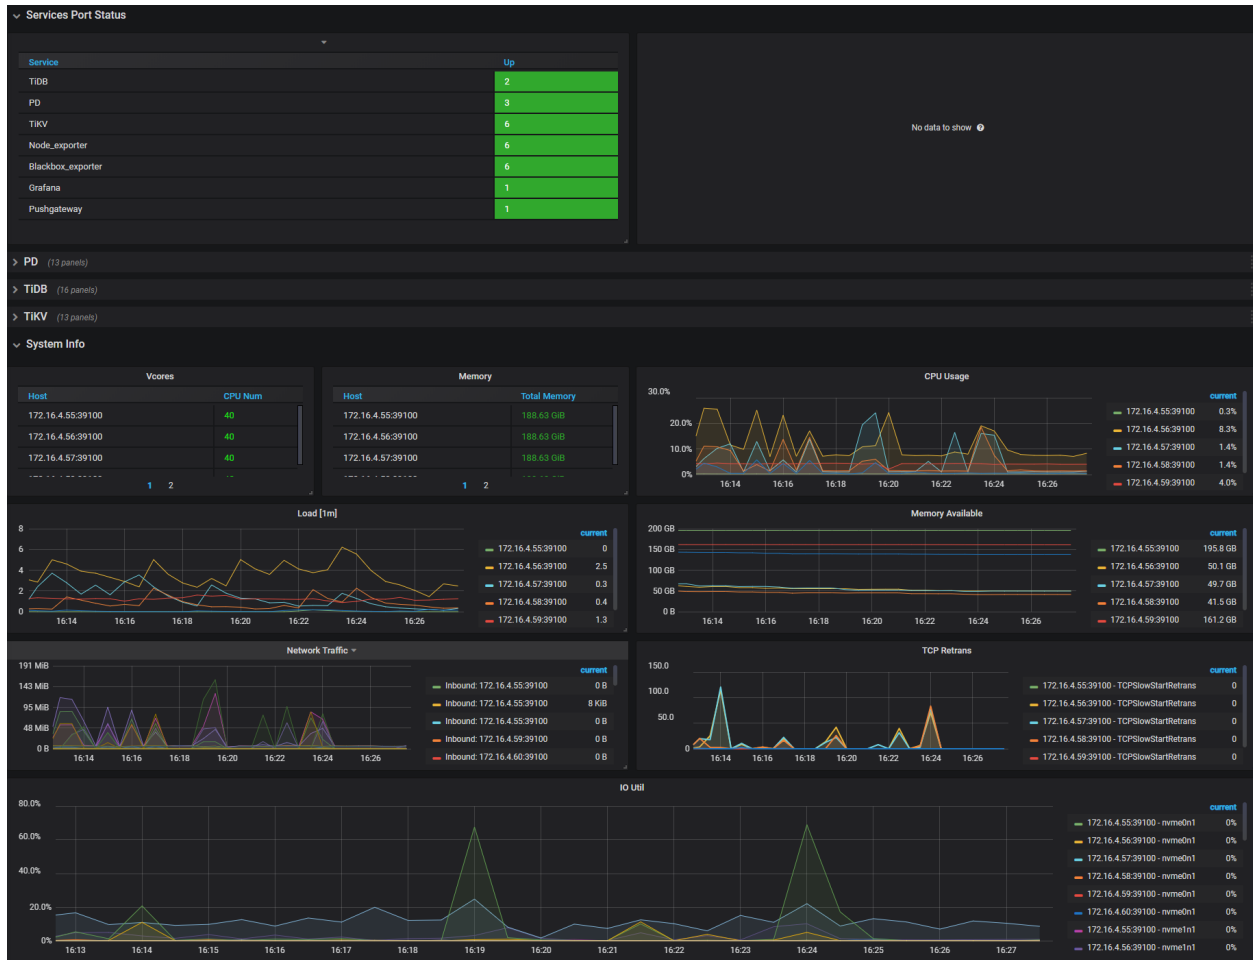 Services Port Status
Service Up
TiDB 2
PD 3
TiKV 6
Node_exporter 6
Blackbox_exporter 6
Grafana 1
Pushgateway 1
No data to show
PD (13 panels)
TiDB (16 panels)
TiKV (13 panels)
System Info
Vcores
Host CPU Num
172.16.4.55:39100 40
172.16.4.56:39100 40
172.16.4.57:39100 40
1 2
Memory
Host Total Memory
172.16.4.55:39100 188.63 GiB
172.16.4.56:39100 188.63 GiB
172.16.4.57:39100 188.63 GiB
1 2
CPU Usage
30.0%
20.0%
10.0%
0%
16:14 16:16 16:18 16:20 16:22 16:24 16:26
current
172.16.4.55:39100 0.3%
172.16.4.56:39100 8.3%
172.16.4.57:39100 1.4%
172.16.4.58:39100 1.4%
172.16.4.59:39100 4.0%
Load [1m]
8
6
4
2
0
16:14 16:16 16:18 16:20 16:22 16:24 16:26
current
172.16.4.55:39100 0
172.16.4.56:39100 2.5
172.16.4.57:39100 0.3
172.16.4.58:39100 0.4
172.16.4.59:39100 1.3
Memory Available
200 GB
150 GB
100 GB
50 GB
0 B
16:14 16:16 16:18 16:20 16:22 16:24 16:26
current
172.16.4.55:39100 195.8 GB
172.16.4.56:39100 50.1 GB
172.16.4.57:39100 49.7 GB
172.16.4.58:39100 41.5 GB
172.16.4.59:39100 161.2 GB
Network Traffic
191 MiB
143 MiB
95 MiB
48 MiB
0 B
16:14 16:16 16:18 16:20 16:22 16:24 16:26
current
Inbound: 172.16.4.55:39100 0 B
Inbound: 172.16.4.55:39100 8 KiB
Inbound: 172.16.4.55:39100 0 B
Inbound: 172.16.4.59:39100 0 B
Inbound: 172.16.4.60:39100 0 B
TCP Retrans
150.0
100.0
50.0
0
16:14 16:16 16:18 16:20 16:22 16:24 16:26
current
172.16.4.55:39100 - TCPSlowStartRetrans 0
172.16.4.56:39100 - TCPSlowStartRetrans 0
172.16.4.57:39100 - TCPSlowStartRetrans 0
172.16.4.58:39100 - TCPSlowStartRetrans 0
172.16.4.59:39100 - TCPSlowStartRetrans 0
IO Util
80.0%
60.0%
40.0%
20.0%
0%
16:13 16:14 16:15 16:16 16:17 16:18 16:19 16:20 16:21 16:22 16:23 16:24 16:25 16:26 16:27
current
172.16.4.55:39100 - nvme0n1 0%
172.16.4.56:39100 - nvme0n1 0%
172.16.4.57:39100 - nvme0n1 0%
172.16.4.58:39100 - nvme0n1 0%
172.16.4.59:39100 - nvme0n1 0%
172.16.4.60:39100 - nvme0n1 0%
172.16.4.55:39100 - nvme1n1 0%
172.16.4.56:39100 - nvme1n1 0%